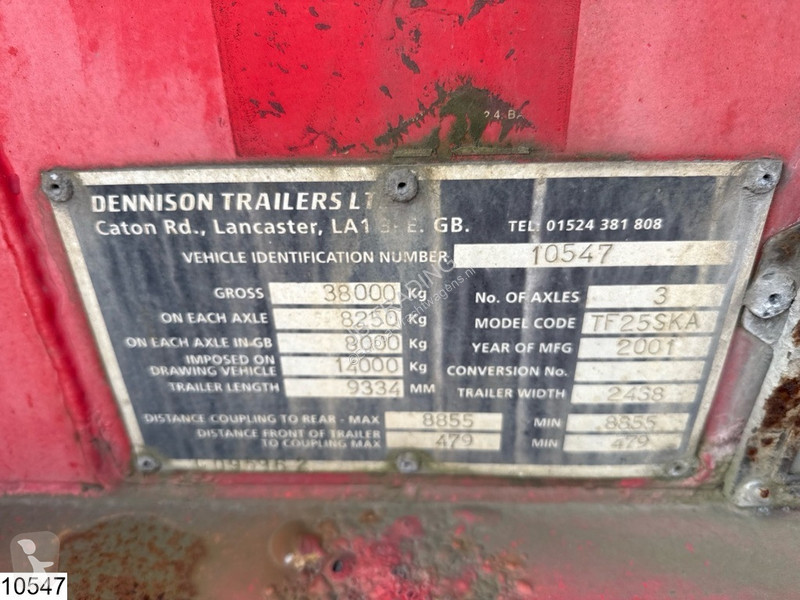 24 B
DENNISON TRAILERS LT
Caton Rd., Lancaster, LA1 E. GB. TEL: 01524 381 808
VEHICLE IDENTIFICATION NUMBER 10547
GROSS 38000 Kg No. OF AXLES 3
ON EACH AXLE 8250 Kg MODEL CODE TF25SKA
ON EACH AXLE IN-GB 8000 Kg YEAR OF MFG 2001
IMPOSED ON DRAWING VEHICLE 14000 Kg CONVERSION No.
TRAILER LENGTH 9334 MM TRAILER WIDTH 2438
DISTANCE COUPLING TO REAR - MAX 8855 MIN 8855
DISTANCE FRONT OF TRAILER TO COUPLING MAX 479 MIN 479
10547